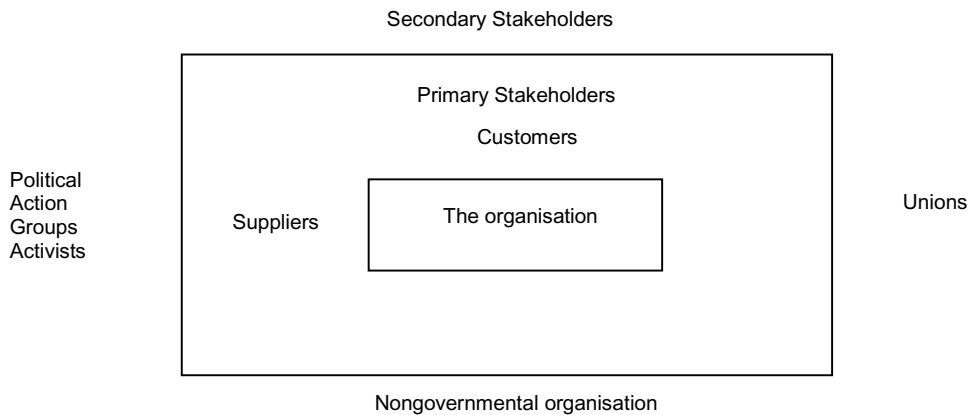 Secondary Stakeholders
Primary Stakeholders
Customers
Political
Action
Groups
Activists
Suppliers
The organisation
Unions
Nongovernmental organisation